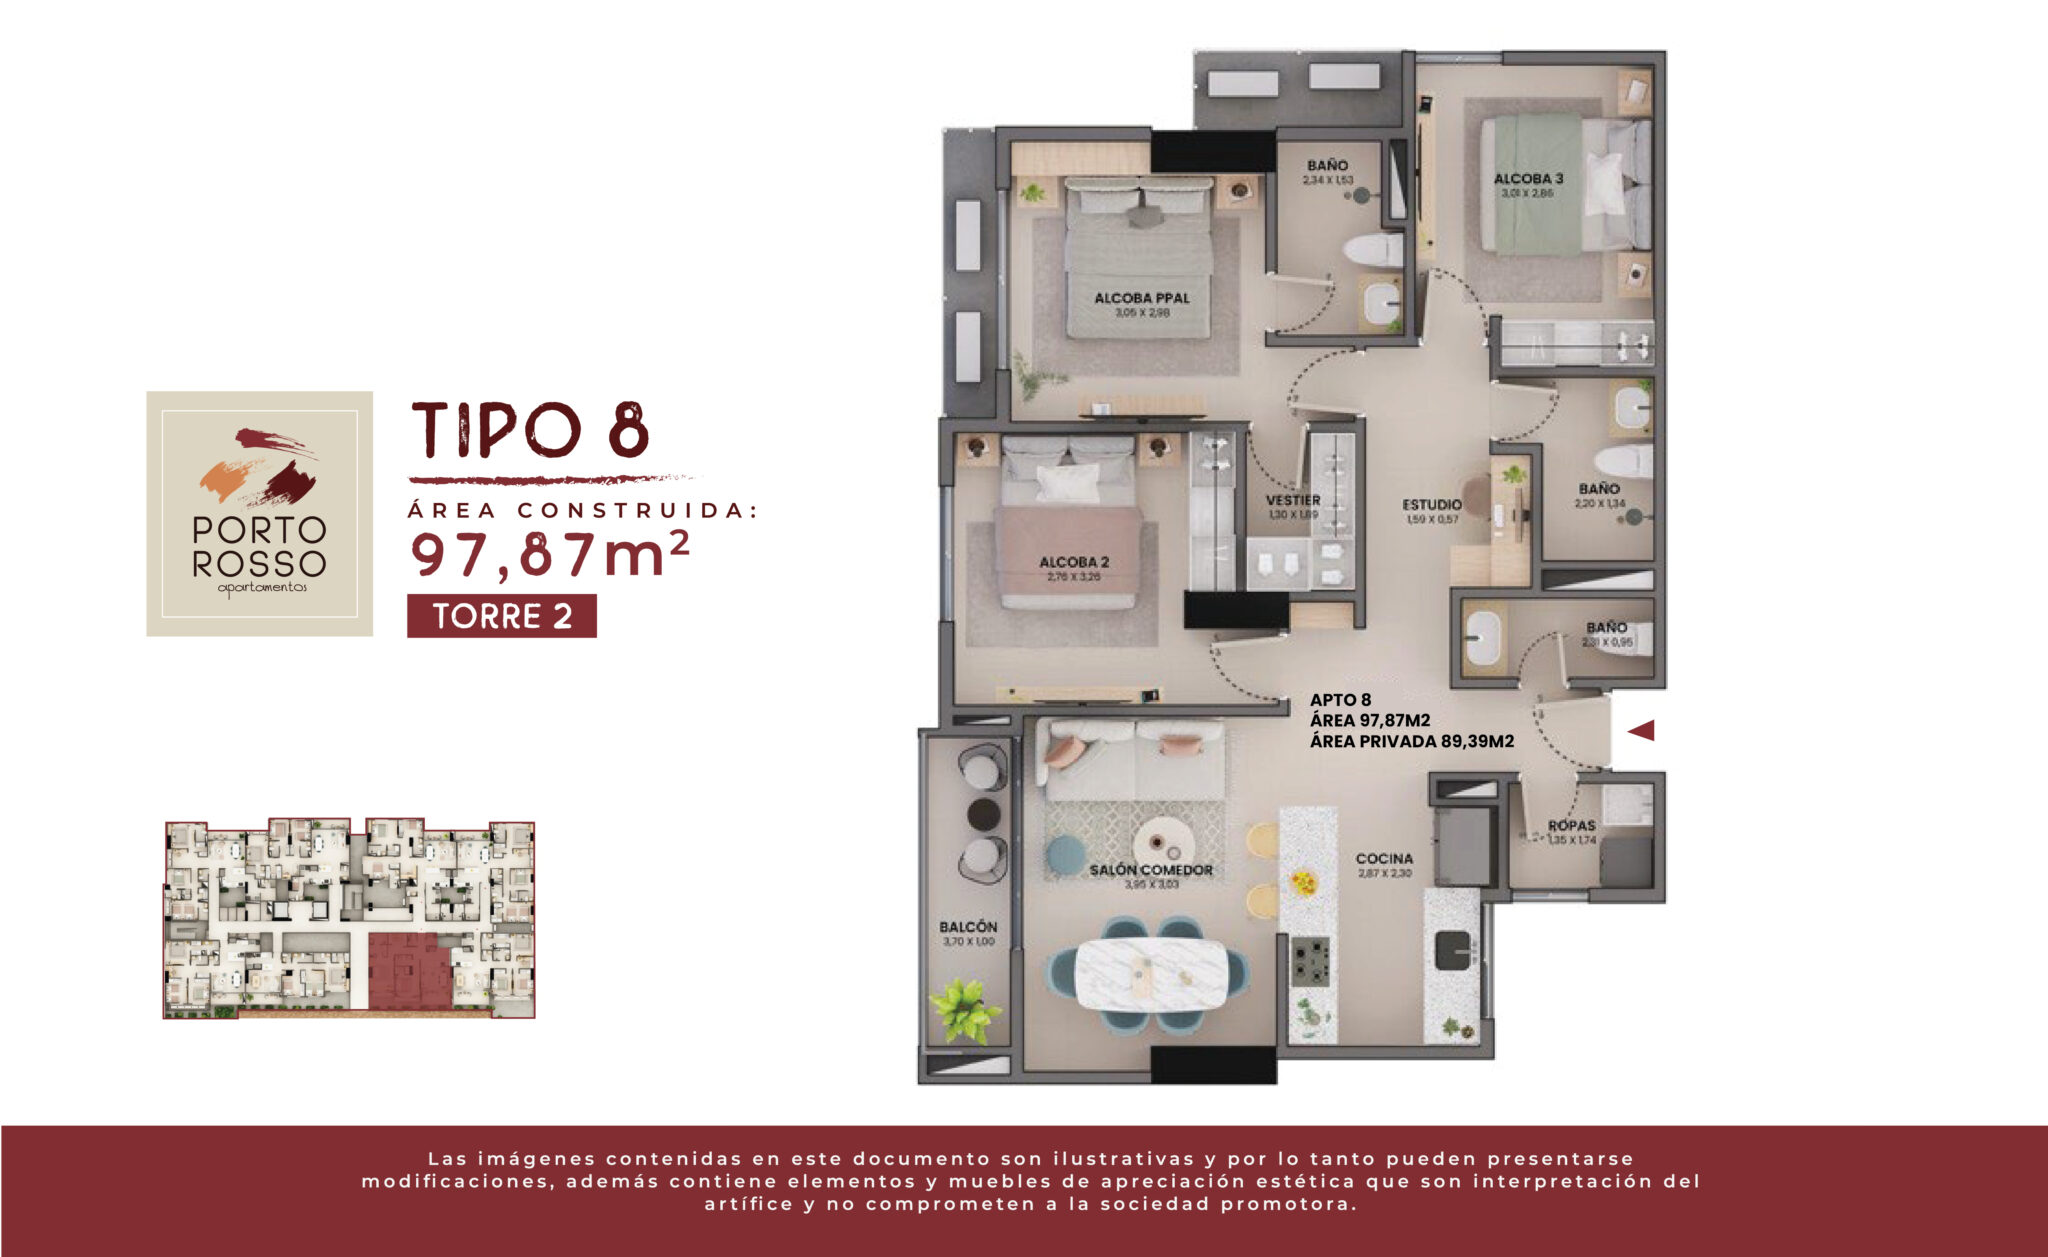 PORTO
ROSSO
apartamentos
TIPO 8
ÁREA CONSTRUIDA:
97,87m²
TORRE 2
BAÑO
2,34 X 1,53
ALCOBA 3
3,01 X 2,86
ALCOBA PPAL
3,05 X 2,98
VESTIER
1,30 X 1,89
ESTUDIO
1,59 X 0,57
BAÑO
2,20 X 1,34
ALCOBA 2
2,76 X 3,26
BAÑO
2,31 X 0,95
APTO 8
ÁREA 97,87M2
ÁREA PRIVADA 89,39M2
ROPAS
1,35 X 1,74
COCINA
2,87 X 2,30
SALÓN COMEDOR
3,95 X 3,03
BALCÓN
3,70 X 1,00
Las imágenes contenidas en este documento son ilustrativas y por lo tanto pueden presentarse
modificaciones, además contiene elementos y muebles de apreciación estética que son interpretación del
artífice y no comprometen a la sociedad promotora.